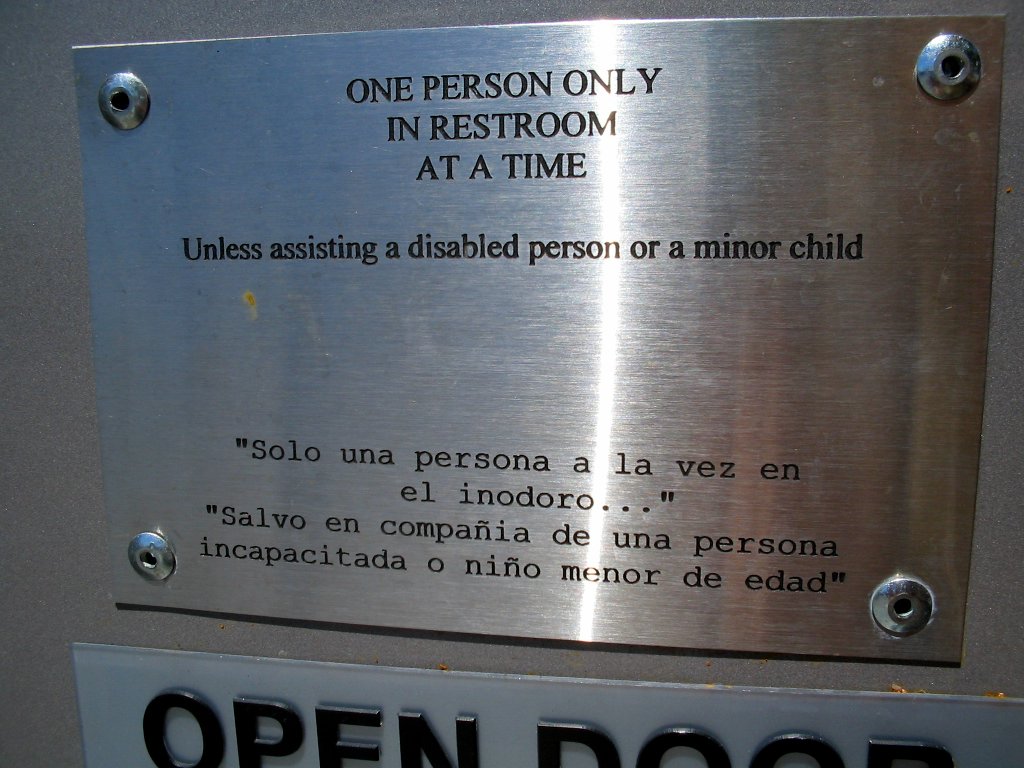 ONE PERSON ONLY
IN RESTROOM
AT A TIME
Unless assisting a disabled person or a minor child
"Solo una persona a la vez en
el inodoro..."
"Salvo en compañia de una persona
incapacitada o niño menor de edad"
OPEN DOOR